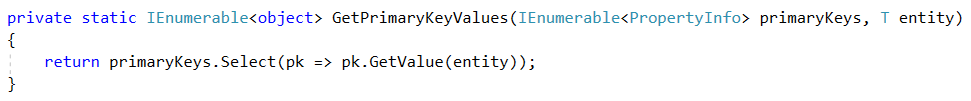 private static IEnumerable<object> GetPrimaryKeyValues(IEnumerable<PropertyInfo> primaryKeys, T entity)
{
    return primaryKeys.Select(pk => pk.GetValue(entity));
}